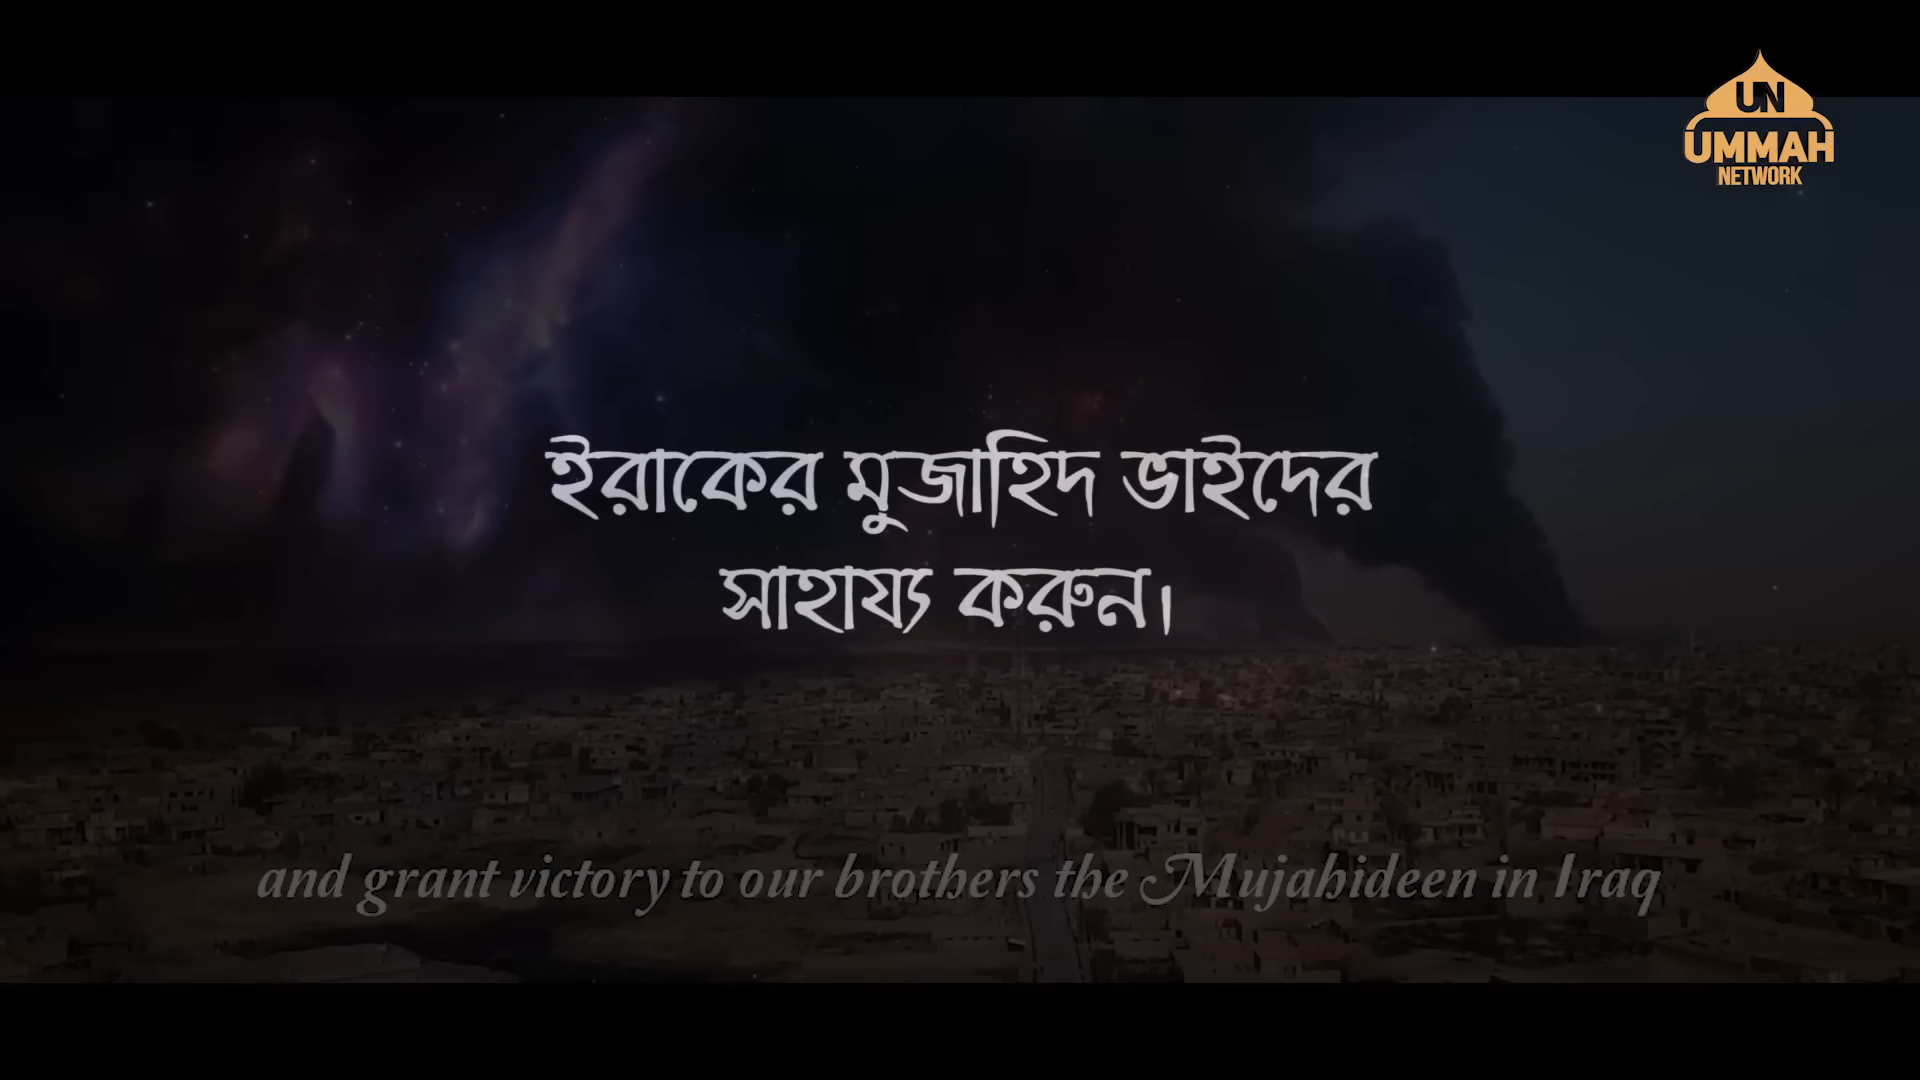 UN
UMMAH
NETWORK
ইরাকের মুজাহিদ ভাইদের
সাহায্য করুন।
and grant victory to our brothers the Mujahideen in Iraq